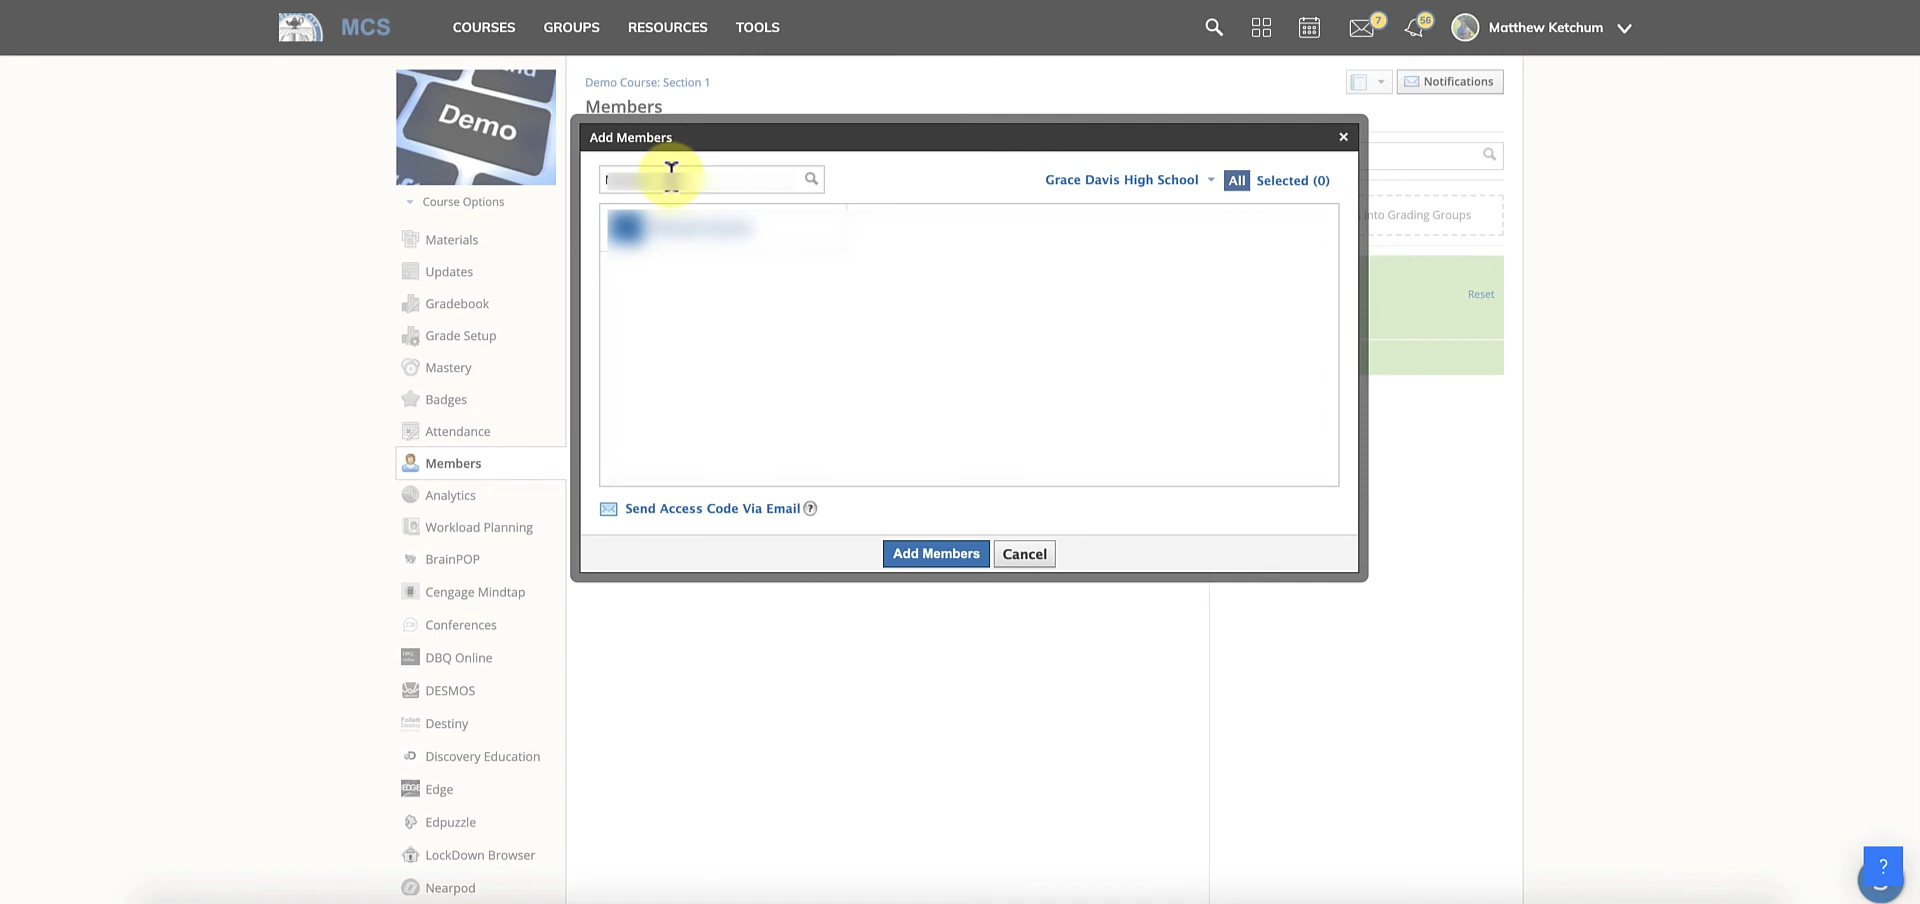 MCS
COURSES
GROUPS
RESOURCES
TOOLS
7
56
Matthew Ketchum
Demo
Demo Course: Section 1
Notifications
Members
Add Members
×
Grace Davis High School
All
Selected (0)
Course Options
Materials
Updates
Gradebook
Grade Setup
Mastery
Badges
Attendance
Members
Analytics
Workload Planning
BrainPOP
Cengage Mindtap
Conferences
DBQ Online
DESMOS
Destiny
Discovery Education
Edge
Edpuzzle
LockDown Browser
Nearpod
into Grading Groups
Reset
Send Access Code Via Email ?
Add Members
Cancel
?